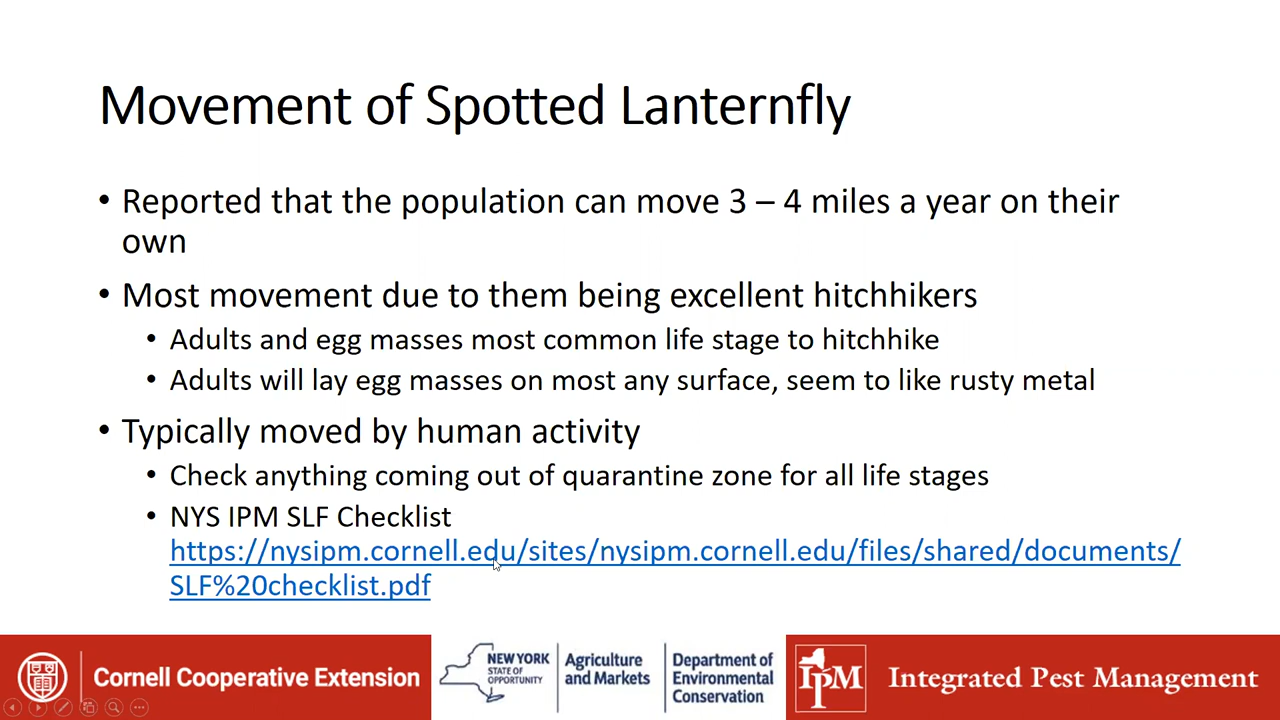 Movement of Spotted Lanternfly
• Reported that the population can move 3 – 4 miles a year on their
own
• Most movement due to them being excellent hitchhikers
• Adults and egg masses most common life stage to hitchhike
• Adults will lay egg masses on most any surface, seem to like rusty metal
• Typically moved by human activity
• Check anything coming out of quarantine zone for all life stages
• NYS IPM SLF Checklist
https://nysipm.cornell.edu/sites/nysipm.cornell.edu/files/shared/documents/
SLF%20checklist.pdf
Cornell Cooperative Extension
NEW YORK
STATE OF
OPPORTUNITY
Agriculture
and Markets
Department of
Environmental
Conservation
IPM
Integrated Pest Management